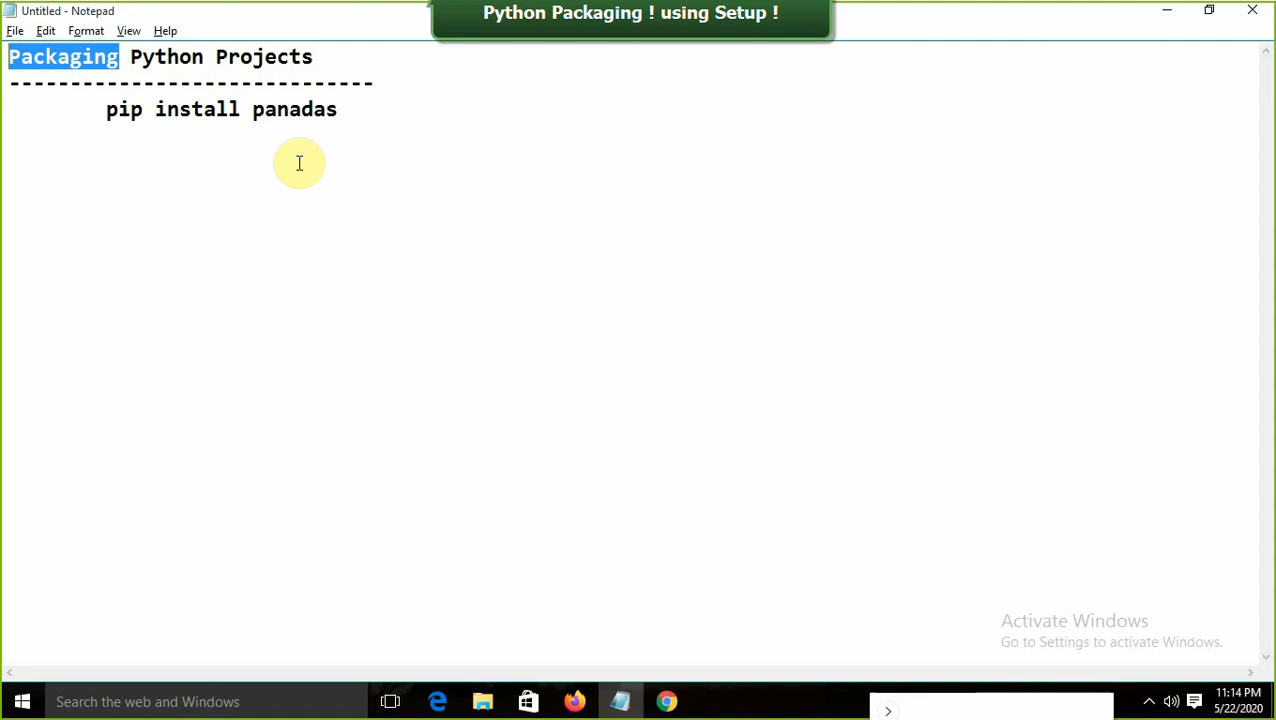 Untitled - Notepad
Python Packaging ! using Setup !
File Edit Format View Help
Packaging Python Projects
------------------------------
pip install panadas
Activate Windows
Go to Settings to activate Windows.
Search the web and Windows
11:14 PM
5/22/2020